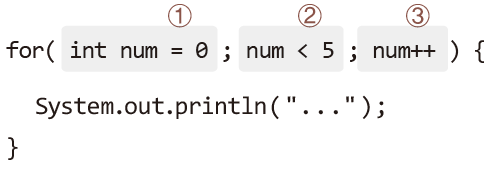 ① ② ③
for( int num = 0 ; num < 5 ; num++ ) {
System.out.println("...");
}